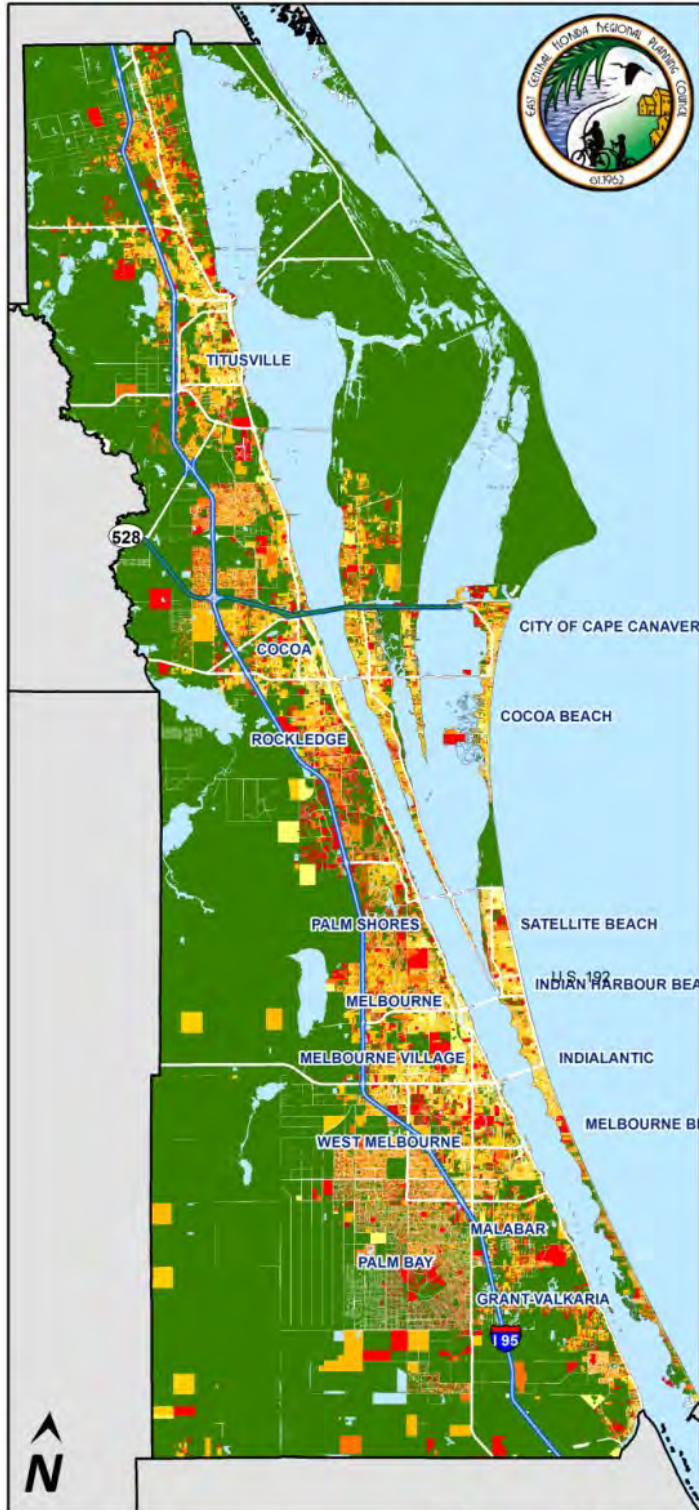 EAST CENTRAL FLORIDA REGIONAL PLANNING COUNCIL
EST.1962
TITUSVILLE
528
CITY OF CAPE CANAVER
COCOA
COCOA BEACH
ROCKLEDGE
PALM SHORES
SATELLITE BEACH
U.S. 192
INDIAN HARBOUR BEA
MELBOURNE
MELBOURNE VILLAGE
INDIALANTIC
WEST MELBOURNE
MELBOURNE BE
MALABAR
PALM BAY
GRANT-VALKARIA
I 95
N